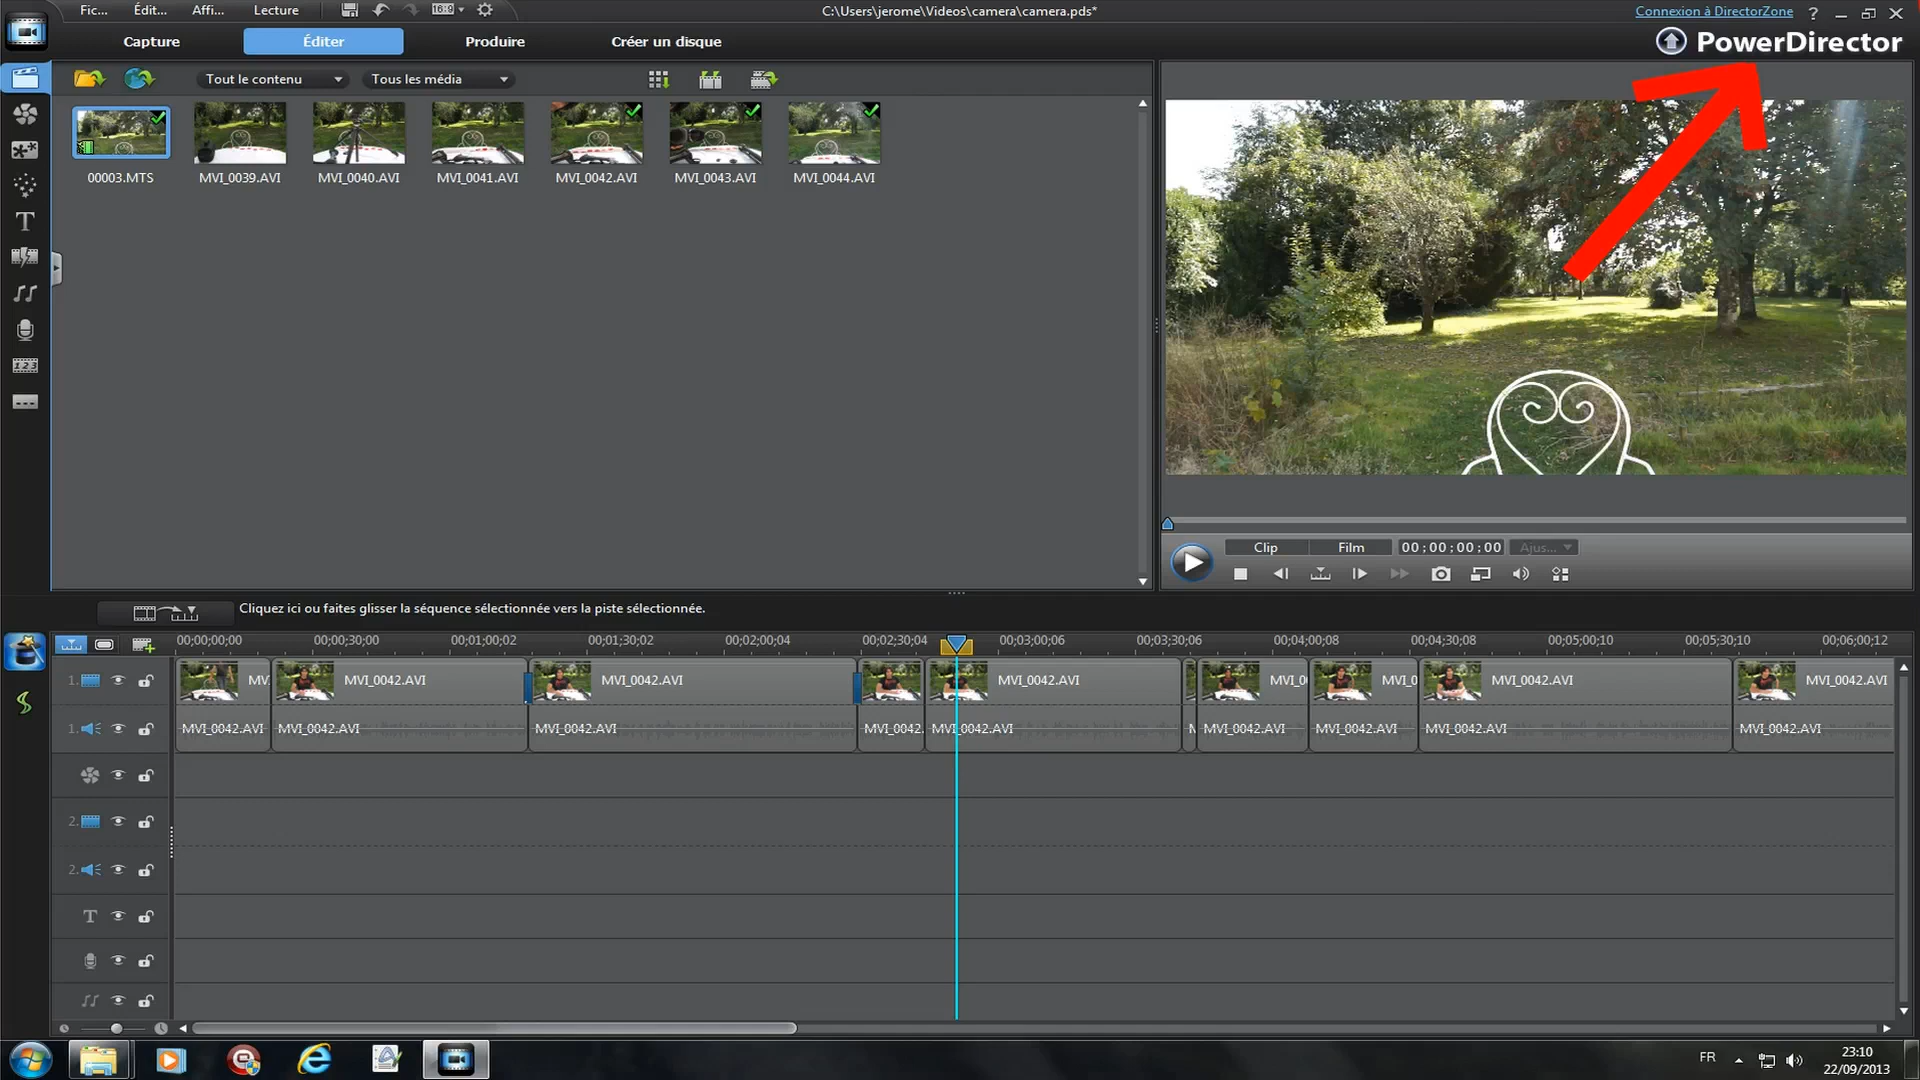 Fic... Édit... Affi... Lecture 16:9 C:\Users\jerome\Videos\camera\camera.pds* Connexion à DirectorZone ?
Capture Éditer Produire Créer un disque PowerDirector
Tout le contenu Tous les média
00003.MTS MVI_0039.AVI MVI_0040.AVI MVI_0041.AVI MVI_0042.AVI MVI_0043.AVI MVI_0044.AVI
T
123
Clip Film 00;00;00;00 Ajus...
Cliquez ici ou faites glisser la séquence sélectionnée vers la piste sélectionnée.
00;00;00;00 00;00;30;00 00;01;00;02 00;01;30;02 00;02;00;04 00;02;30;04 00;03;00;06 00;03;30;06 00;04;00;08 00;04;30;08 00;05;00;10 00;05;30;10 00;06;00;12
1. MV MVI_0042.AVI MVI_0042.AVI MVI_0042.AVI MVI_0 MVI_0 MVI_0042.AVI MVI_0042.AVI
1. MVI_0042.AVI MVI_0042.AVI MVI_0042.AVI MVI_0042. MVI_0042.AVI M MVI_0042.AVI MVI_0042.AVI MVI_0042.AVI MVI_0042.AVI
2.
2.
T
FR 23:10
22/09/2013